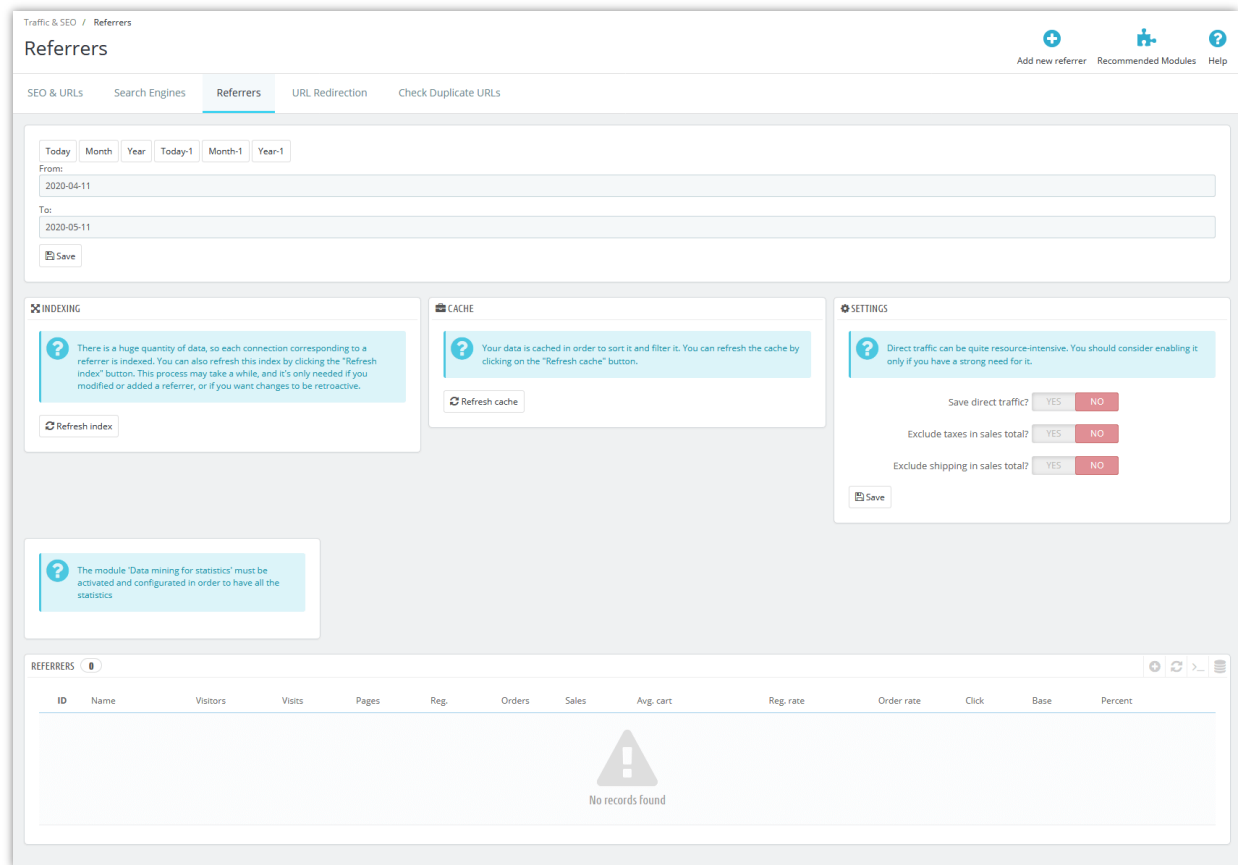 Traffic & SEO / Referrers
Referrers
Add new referrer Recommended Modules Help
SEO & URLs Search Engines Referrers URL Redirection Check Duplicate URLs
Today Month Year Today-1 Month-1 Year-1
From:
2020-04-11
To:
2020-05-11
Save
INDEXING
There is a huge quantity of data, so each connection corresponding to a
referrer is indexed. You can also refresh this index by clicking the "Refresh
index" button. This process may take a while, and it's only needed if you
modified or added a referrer, or if you want changes to be retroactive.
Refresh index
CACHE
Your data is cached in order to sort it and filter it. You can refresh the cache by
clicking on the "Refresh cache" button.
Refresh cache
SETTINGS
Direct traffic can be quite resource-intensive. You should consider enabling it
only if you have a strong need for it.
Save direct traffic? YES NO
Exclude taxes in sales total? YES NO
Exclude shipping in sales total? YES NO
Save
The module 'Data mining for statistics' must be
activated and configurated in order to have all the
statistics
REFERRERS 0
ID Name Visitors Visits Pages Reg. Orders Sales Avg. cart Reg. rate Order rate Click Base Percent
No records found